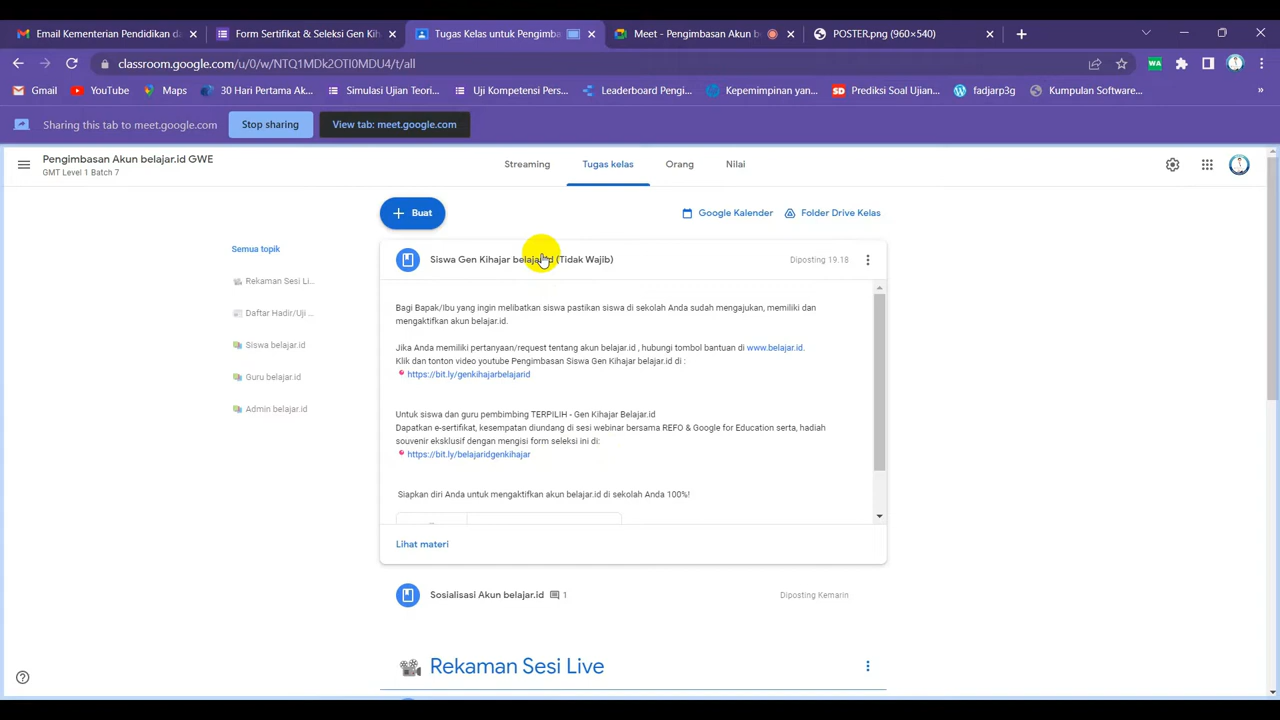 Email Kementerian Pendidikan da
Form Sertifikat & Seleksi Gen Kih
Tugas Kelas untuk Pengimba
Meet - Pengimbasan Akun b
POSTER.png (960×540)
classroom.google.com/u/0/w/NTQ1MDk2OTI0MDU4/t/all
WA
Gmail
YouTube
Maps
30 Hari Pertama Ak...
Simulasi Ujian Teori...
Uji Kompetensi Pers...
Leaderboard Pengi...
Kepemimpinan yan...
SD
Prediksi Soal Ujian...
fadjarp3g
Kumpulan Software...
Sharing this tab to meet.google.com
Stop sharing
View tab: meet.google.com
Pengimbasan Akun belajar.id GWE
GMT Level 1 Batch 7
Streaming
Tugas kelas
Orang
Nilai
Buat
Google Kalender
Folder Drive Kelas
Semua topik
Rekaman Sesi Li...
Daftar Hadir/Uji ...
Siswa belajar.id
Guru belajar.id
Admin belajar.id
Siswa Gen Kihajar belajar.id (Tidak Wajib)
Diposting 19.18
Bagi Bapak/Ibu yang ingin melibatkan siswa pastikan siswa di sekolah Anda sudah mengajukan, memiliki dan
mengaktifkan akun belajar.id.
Jika Anda memiliki pertanyaan/request tentang akun belajar.id , hubungi tombol bantuan di www.belajar.id.
Klik dan tonton video youtube Pengimbasan Siswa Gen Kihajar belajar.id di :
https://bit.ly/genkihajarbelajarid
Untuk siswa dan guru pembimbing TERPILIH - Gen Kihajar Belajar.id
Dapatkan e-sertifikat, kesempatan diundang di sesi webinar bersama REFO & Google for Education serta, hadiah
souvenir eksklusif dengan mengisi form seleksi ini di:
https://bit.ly/belajaridgenkihajar
Siapkan diri Anda untuk mengaktifkan akun belajar.id di sekolah Anda 100%!
Lihat materi
Sosialisasi Akun belajar.id
1
Diposting Kemarin
Rekaman Sesi Live